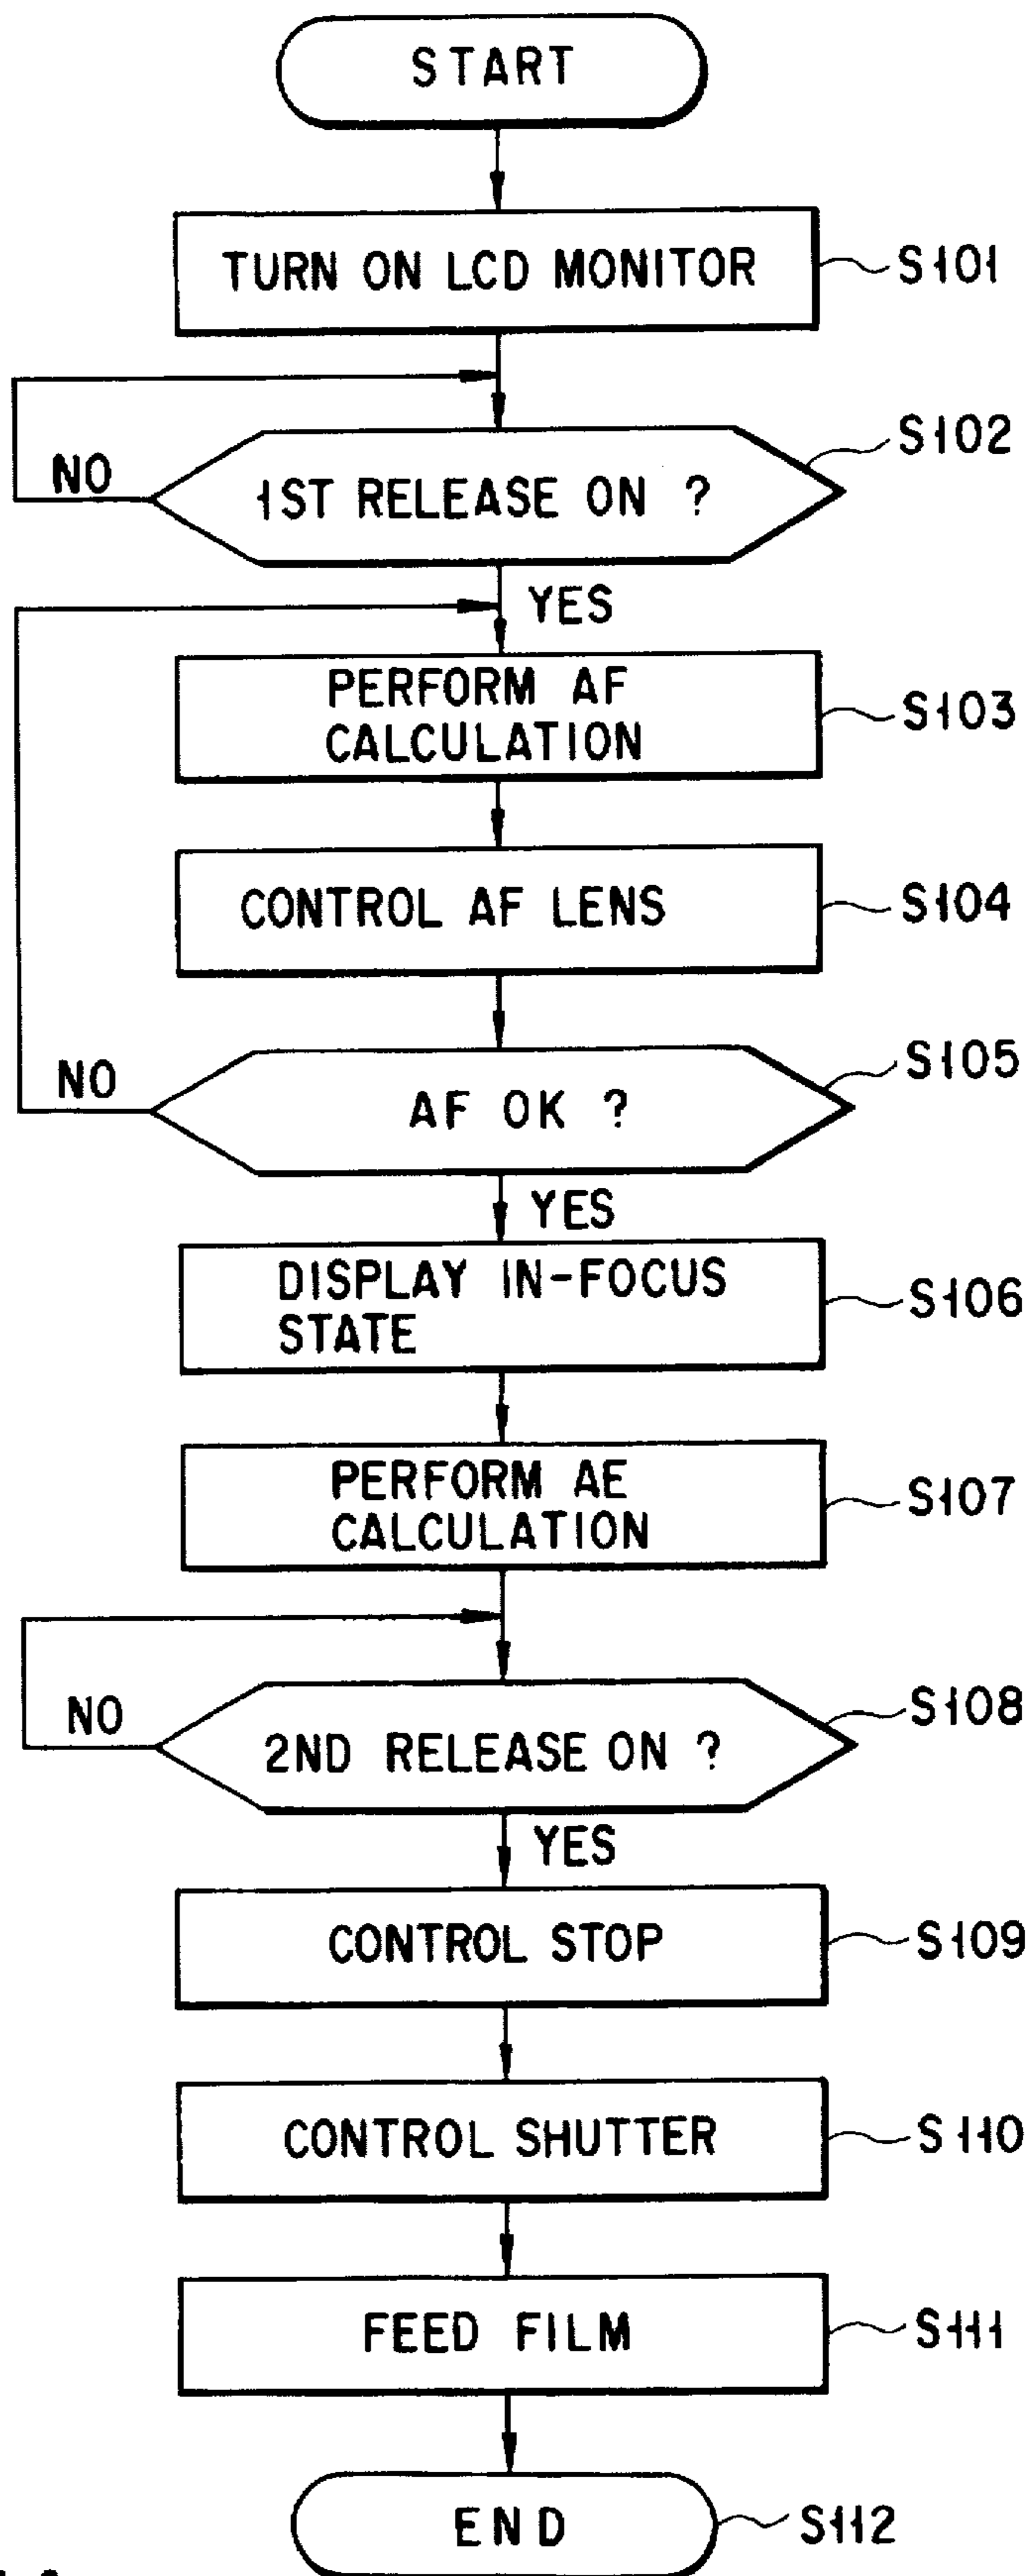 START
TURN ON LCD MONITOR
S101
S102
NO
1ST RELEASE ON ?
YES
PERFORM AF
CALCULATION
S103
CONTROL AF LENS
S104
S105
NO
AF OK ?
YES
DISPLAY IN-FOCUS
STATE
S106
PERFORM AE
CALCULATION
S107
S108
NO
2ND RELEASE ON ?
YES
CONTROL STOP
S109
CONTROL SHUTTER
S110
FEED FILM
S111
END
S112